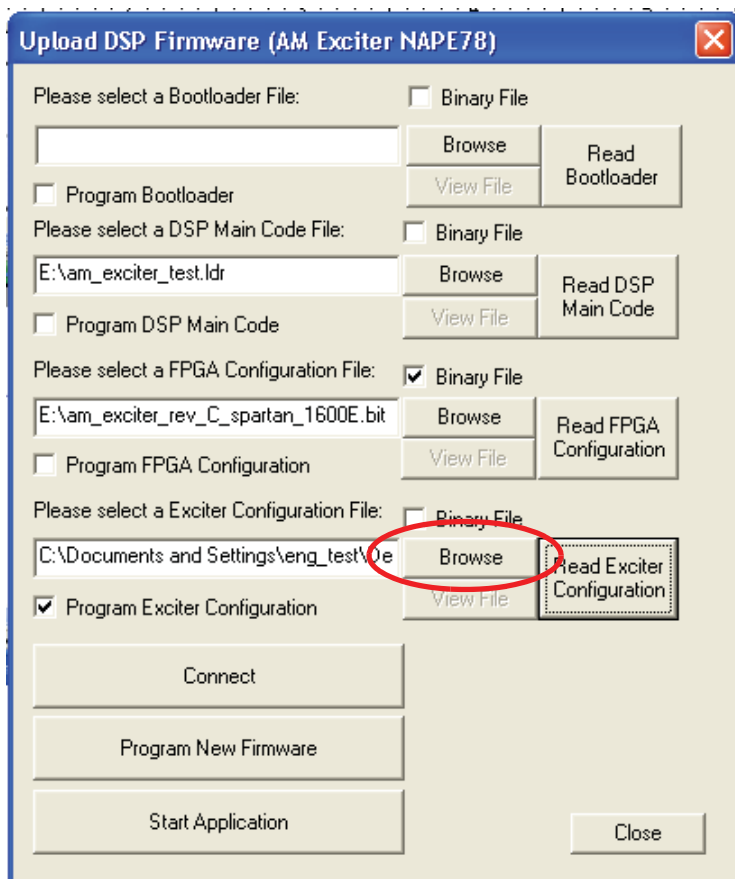 Upload DSP Firmware (AM Exciter NAPE78)
Please select a Bootloader File:
Binary File
Browse
Read
Bootloader
View File
Program Bootloader
Please select a DSP Main Code File:
Binary File
E:\am_exciter_test.ldr
Browse
Read DSP
Main Code
View File
Program DSP Main Code
Please select a FPGA Configuration File:
Binary File
E:\am_exciter_rev_C_spartan_1600E.bit
Browse
Read FPGA
Configuration
View File
Program FPGA Configuration
Please select a Exciter Configuration File:
Binary File
C:\Documents and Settings\eng_test\De
Browse
Read Exciter
Configuration
View File
Program Exciter Configuration
Connect
Program New Firmware
Start Application
Close